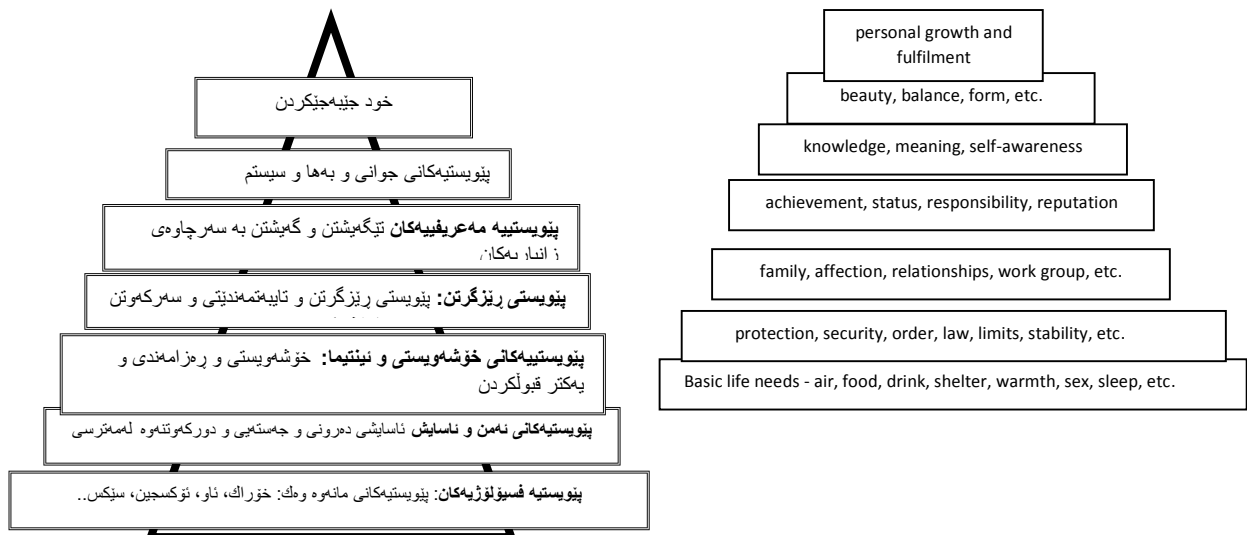 خود جێبەجێکردن
پێویستیەکانی جوانی و بەها و سیستم
پێویستییە مەعریفییەکان تێگەیشتن و گەیشتن بە سەرچاوەی
زانیاریەکان
پێویستی ڕێزگرتن: پێویستی ڕێزگرتن و تایبەتمەندێتی و سەرکەوتن
پێویستییەکانی خۆشەویستی و ئینتیما: خۆشەویستی و ڕەزامەندی و
یەکتر قبوڵکردن
پێویستیەکانی ئەمن و ئاسایش ئاسایشی دەرونی و جەستەیی و دورکەوتنەوە لەمەترسی
پێویستیە فسیۆلۆژیەکان: پێویستیەکانی مانەوە وەك: خۆراك، ئاو، ئۆکسجین، سێکس..
personal growth and
fulfilment
beauty, balance, form, etc.
knowledge, meaning, self-awareness
achievement, status, responsibility, reputation
family, affection, relationships, work group, etc.
protection, security, order, law, limits, stability, etc.
Basic life needs - air, food, drink, shelter, warmth, sex, sleep, etc.